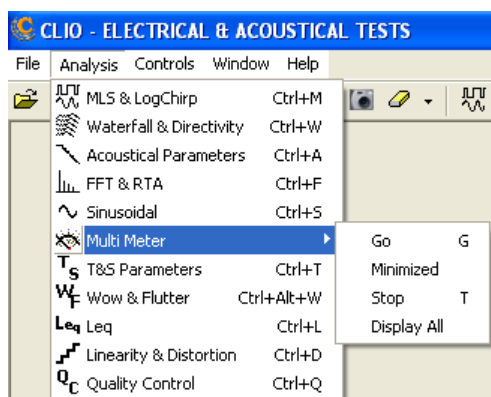 CLIO - ELECTRICAL & ACOUSTICAL TESTS
File Analysis Controls Window Help
MLS & LogChirp Ctrl+M
Waterfall & Directivity Ctrl+W
Acoustical Parameters Ctrl+A
FFT & RTA Ctrl+F
Sinusoidal Ctrl+S
Multi Meter Go G
T S T&S Parameters Ctrl+T Minimized
W F Wow & Flutter Ctrl+Alt+W Stop T
Leq Leq Ctrl+L Display All
Linearity & Distortion Ctrl+D
Q C Quality Control Ctrl+Q